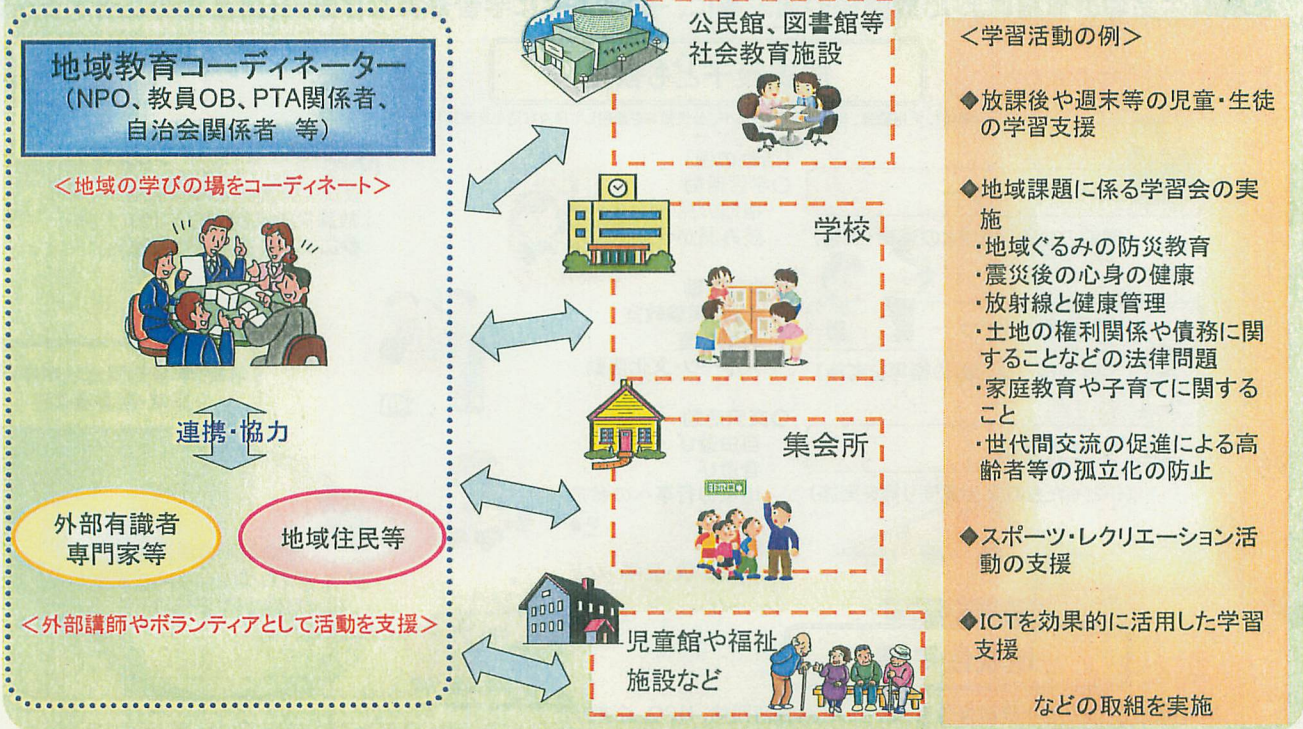 地域教育コーディネーター
(NPO、教員OB、PTA関係者、
自治会関係者　等)
<地域の学びの場をコーディネート>
連携・協力
外部有識者
専門家等
地域住民等
<外部講師やボランティアとして活動を支援>
公民館、図書館等
社会教育施設
学校
集会所
児童館や福祉
施設など
<学習活動の例>
◆放課後や週末等の児童・生徒
の学習支援
◆地域課題に係る学習会の実
施
・地域ぐるみの防災教育
・震災後の心身の健康
・放射線と健康管理
・土地の権利関係や債務に関
することなどの法律問題
・家庭教育や子育てに関する
こと
・世代間交流の促進による高
齢者等の孤立化の防止
◆スポーツ・レクリエーション活
動の支援
◆ICTを効果的に活用した学習
支援
などの取組を実施